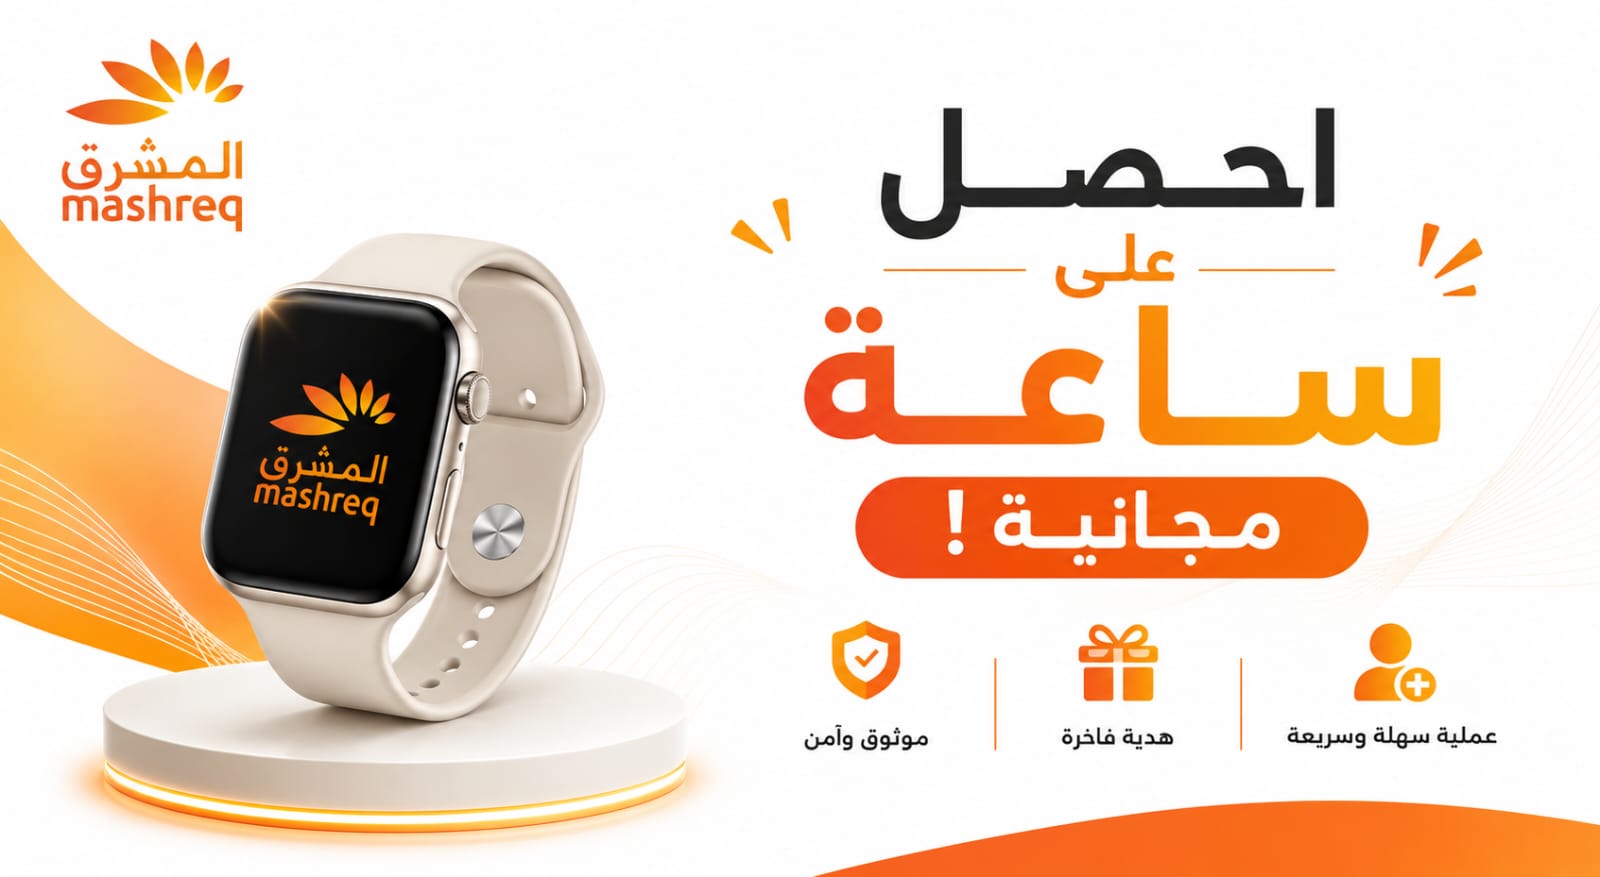 المشرق
mashreq
احصل
على
ساعة
مجانية !
المشرق
mashreq
عملية سهلة وسريعة
هدية فاخرة
موثوق وآمن